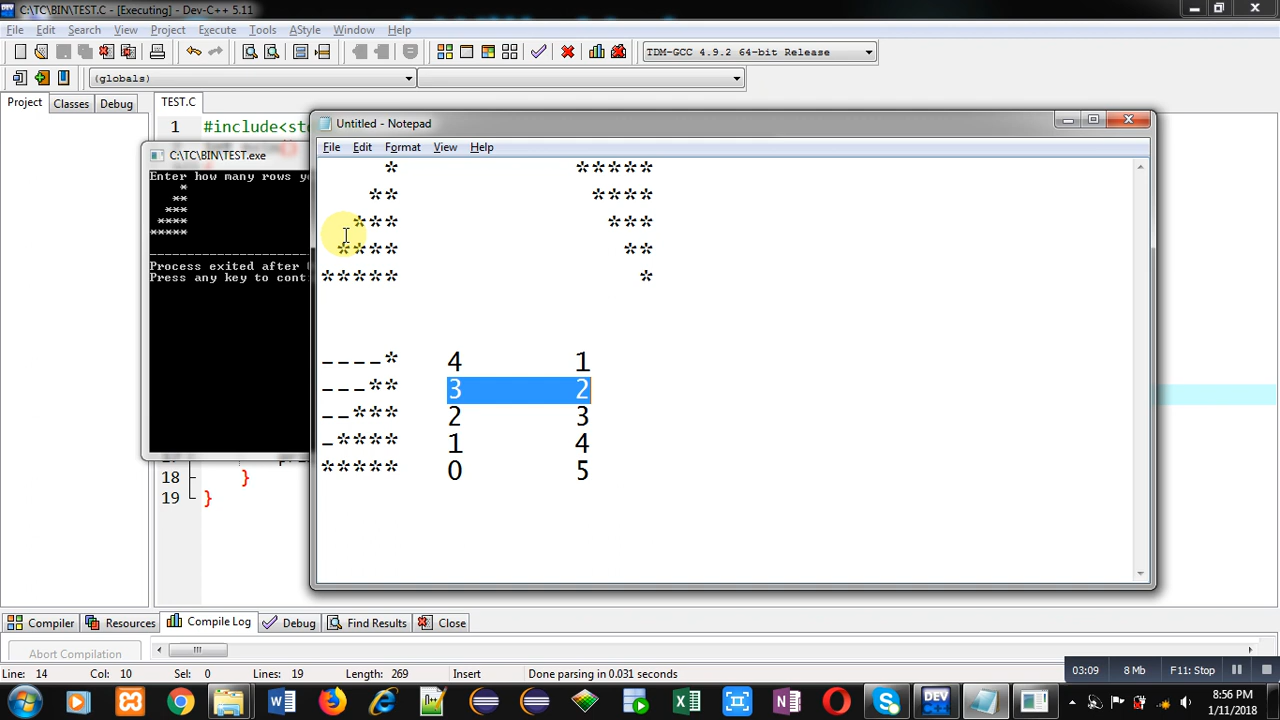 C:\TC\BIN\TEST.C - [Executing] - Dev-C++ 5.11
File Edit Search View Project Execute Tools AStyle Window Help
TDM-GCC 4.9.2 64-bit Release
(globals)
Project Classes Debug TEST.C
1 #include<st
Untitled - Notepad
File Edit Format View Help
C:\TC\BIN\TEST.exe
Enter how many rows y
*
**
***
****
*****
Process exited after
Press any key to cont
* *****
** ****
*** ***
**** **
***** *
----* 4 1
---** 3 2
--*** 2 3
-**** 1 4
***** 0 5
18 }
19 }
Compiler Resources Compile Log Debug Find Results Close
Abort Compilation
Line: 14 Col: 10 Sel: 0 Lines: 19 Length: 269 Insert Done parsing in 0.031 seconds
03:09 8 Mb F11: Stop
8:56 PM
1/11/2018